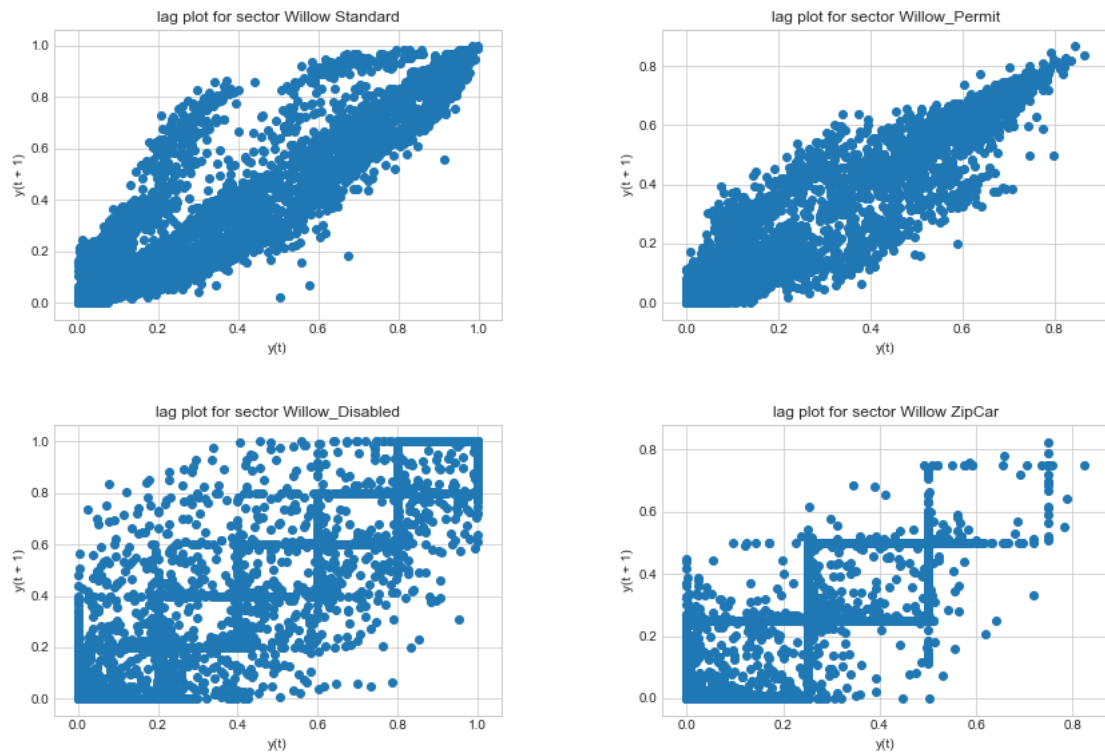 lag plot for sector Willow Standard
1.0
0.8
0.6
0.4
0.2
0.0
y(t + 1)
0.0 0.2 0.4 0.6 0.8 1.0
y(t)
lag plot for sector Willow_Permit
0.8
0.6
0.4
0.2
0.0
y(t + 1)
0.0 0.2 0.4 0.6 0.8
y(t)
lag plot for sector Willow_Disabled
1.0
0.8
0.6
0.4
0.2
0.0
y(t + 1)
0.0 0.2 0.4 0.6 0.8 1.0
y(t)
lag plot for sector Willow ZipCar
0.8
0.6
0.4
0.2
0.0
y(t + 1)
0.0 0.2 0.4 0.6 0.8
y(t)